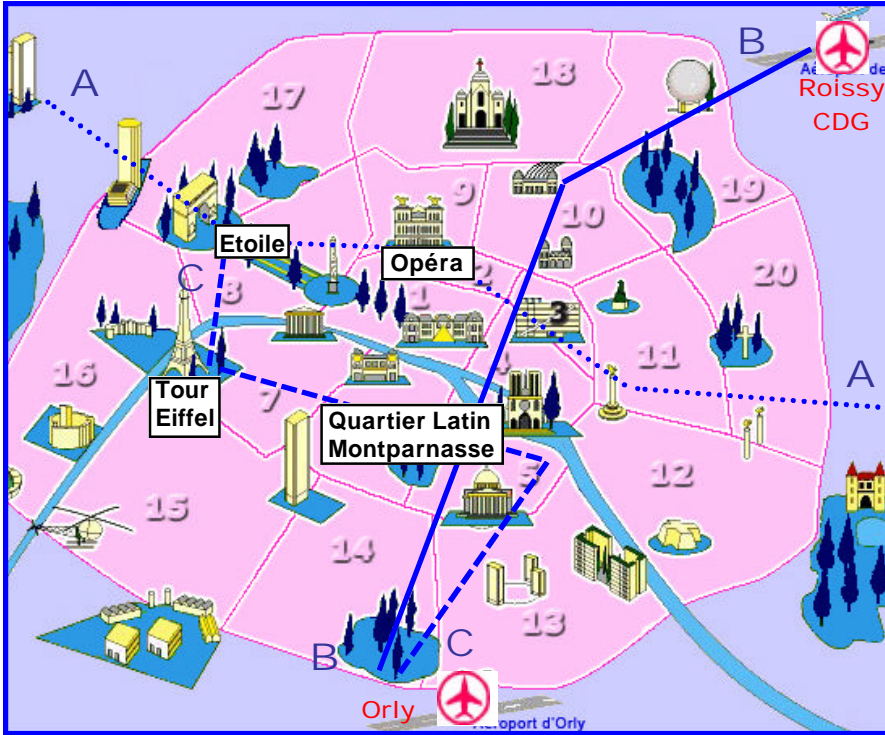 B
Aéroport de
Roissy
CDG
A
18
17
19
9
10
Etoile
Opéra
2
20
C
8
1
3
11
4
16
A
Tour
Eiffel
7
Quartier Latin
Montparnasse
5
12
15
14
13
B
C
Orly
Aéroport d'Orly